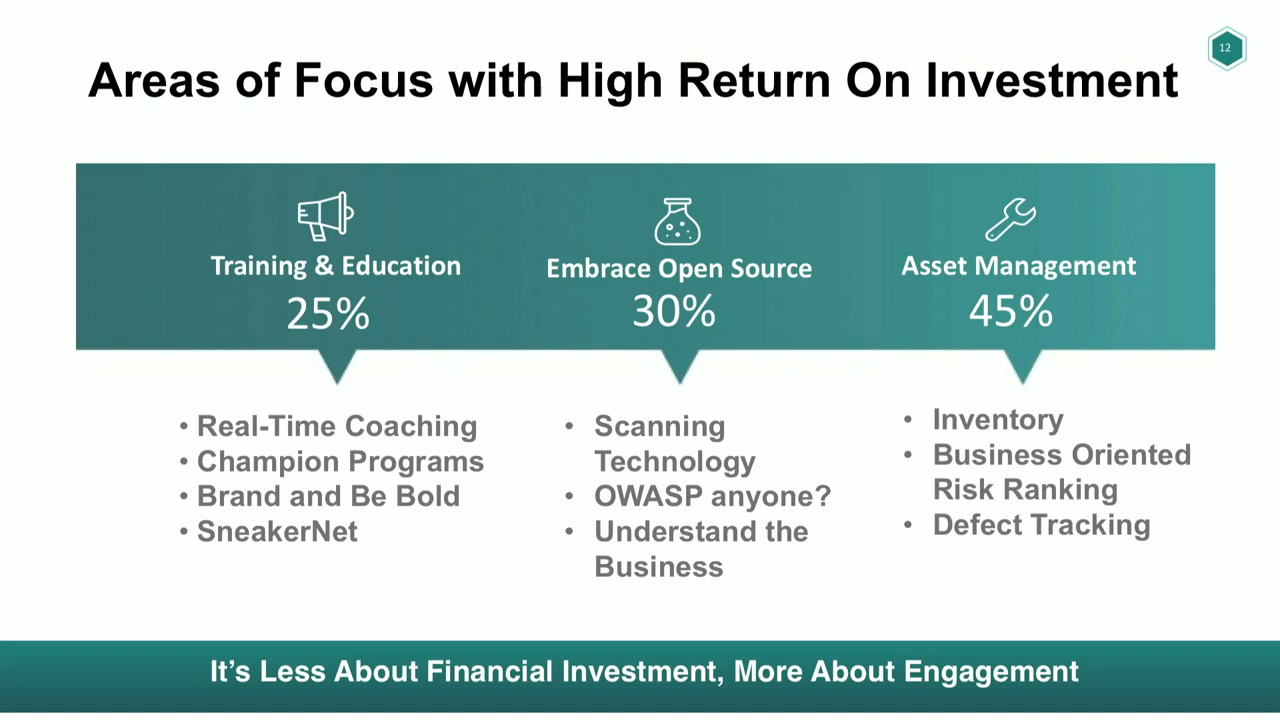 12
Areas of Focus with High Return On Investment
Training & Education
25%
Embrace Open Source
30%
Asset Management
45%
• Real-Time Coaching
• Champion Programs
• Brand and Be Bold
• SneakerNet
• Scanning
Technology
• OWASP anyone?
• Understand the
Business
• Inventory
• Business Oriented
Risk Ranking
• Defect Tracking
It’s Less About Financial Investment, More About Engagement